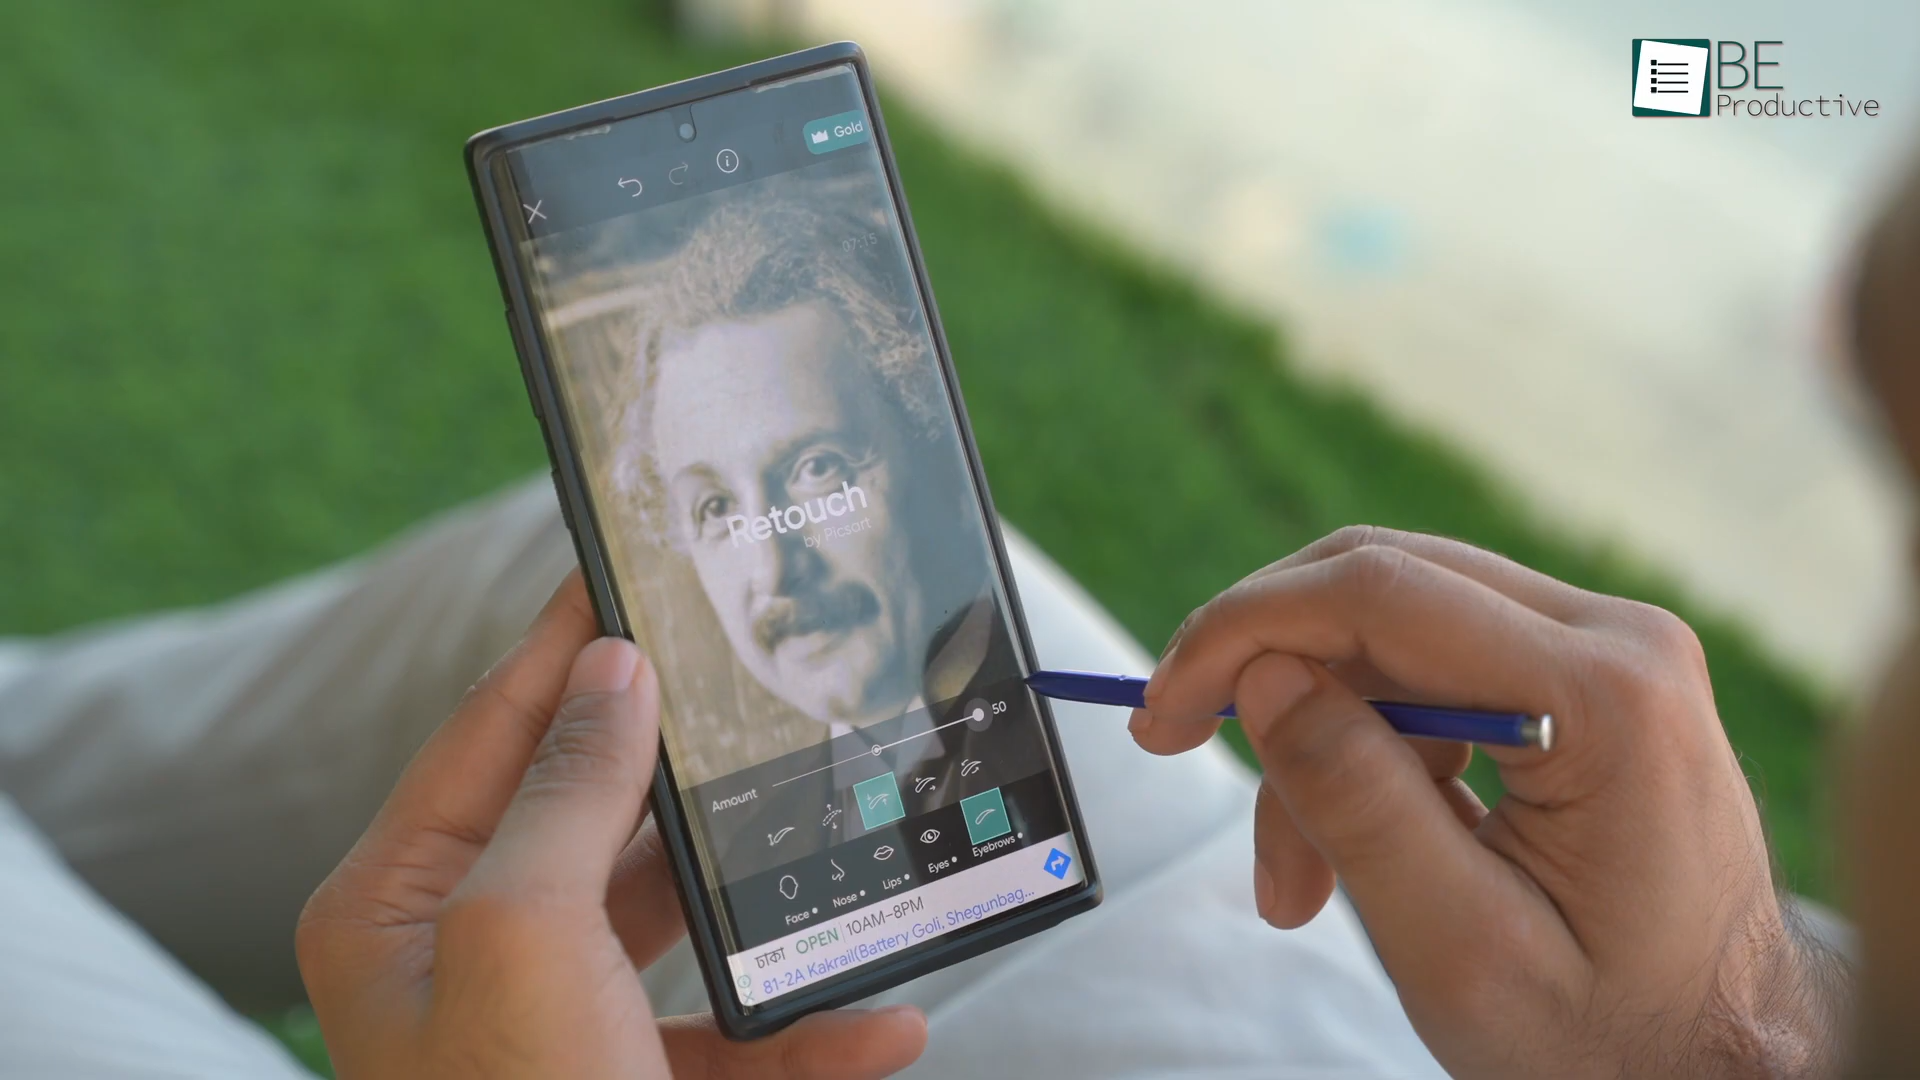 BE
Productive
Gold
07:15
Retouch
by Picsart
50
Amount
Face
Nose
Lips
Eyes
Eyebrows
ঢাকা OPEN 10AM–8PM
81-2A Kakrail(Battery Goli, Shegunbag...